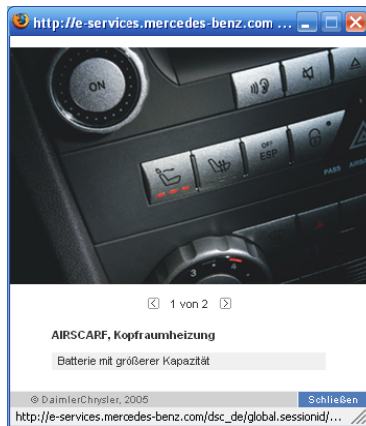 http://e-services.mercedes-benz.com ...
ON
OFF
ESP
PASS AIRB
3 4
1 von 2
AIRSCARF, Kopfraumheizung
Batterie mit größerer Kapazität
© DaimlerChrysler, 2005 Schließen
http://e-services.mercedes-benz.com/dsc_de/global.sessionid/...